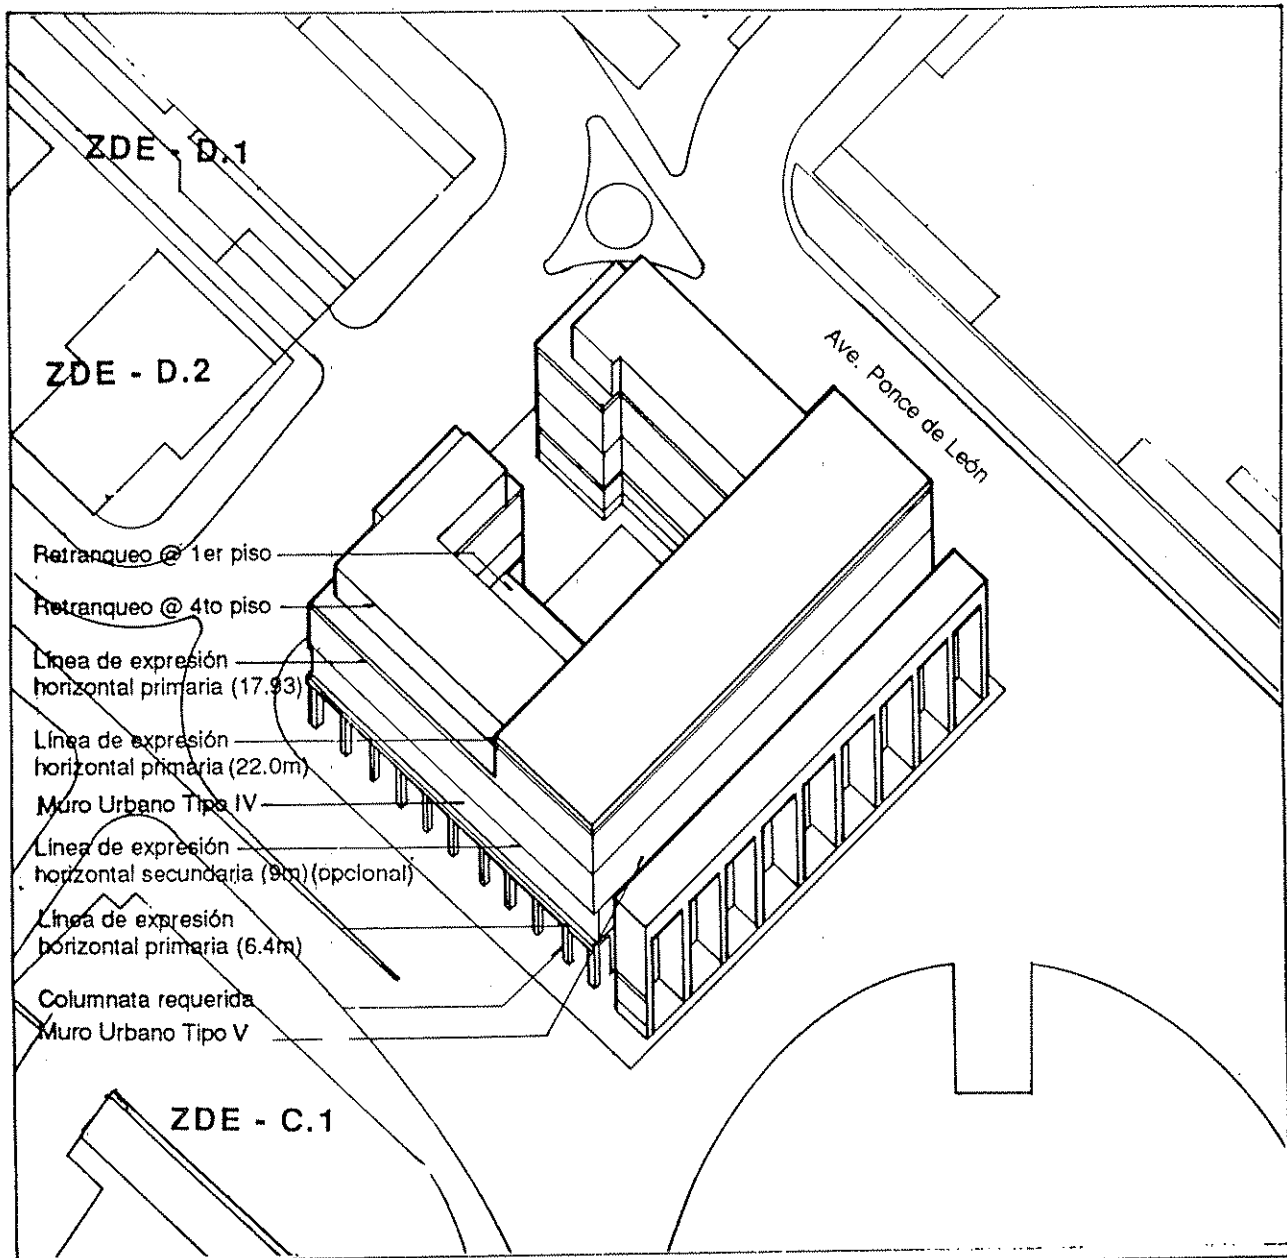 ZDE - D.1
ZDE - D.2
Ave. Ponce de León
Retranqueo @ 1er piso
Retranqueo @ 4to piso
Línea de expresión
horizontal primaria (17.93)
Línea de expresión
horizontal primaria (22.0m)
Muro Urbano Tipo IV
Línea de expresión
horizontal secundaria (9m)(opcional)
Línea de expresión
horizontal primaria (6.4m)
Columnata requerida
Muro Urbano Tipo V
ZDE - C.1